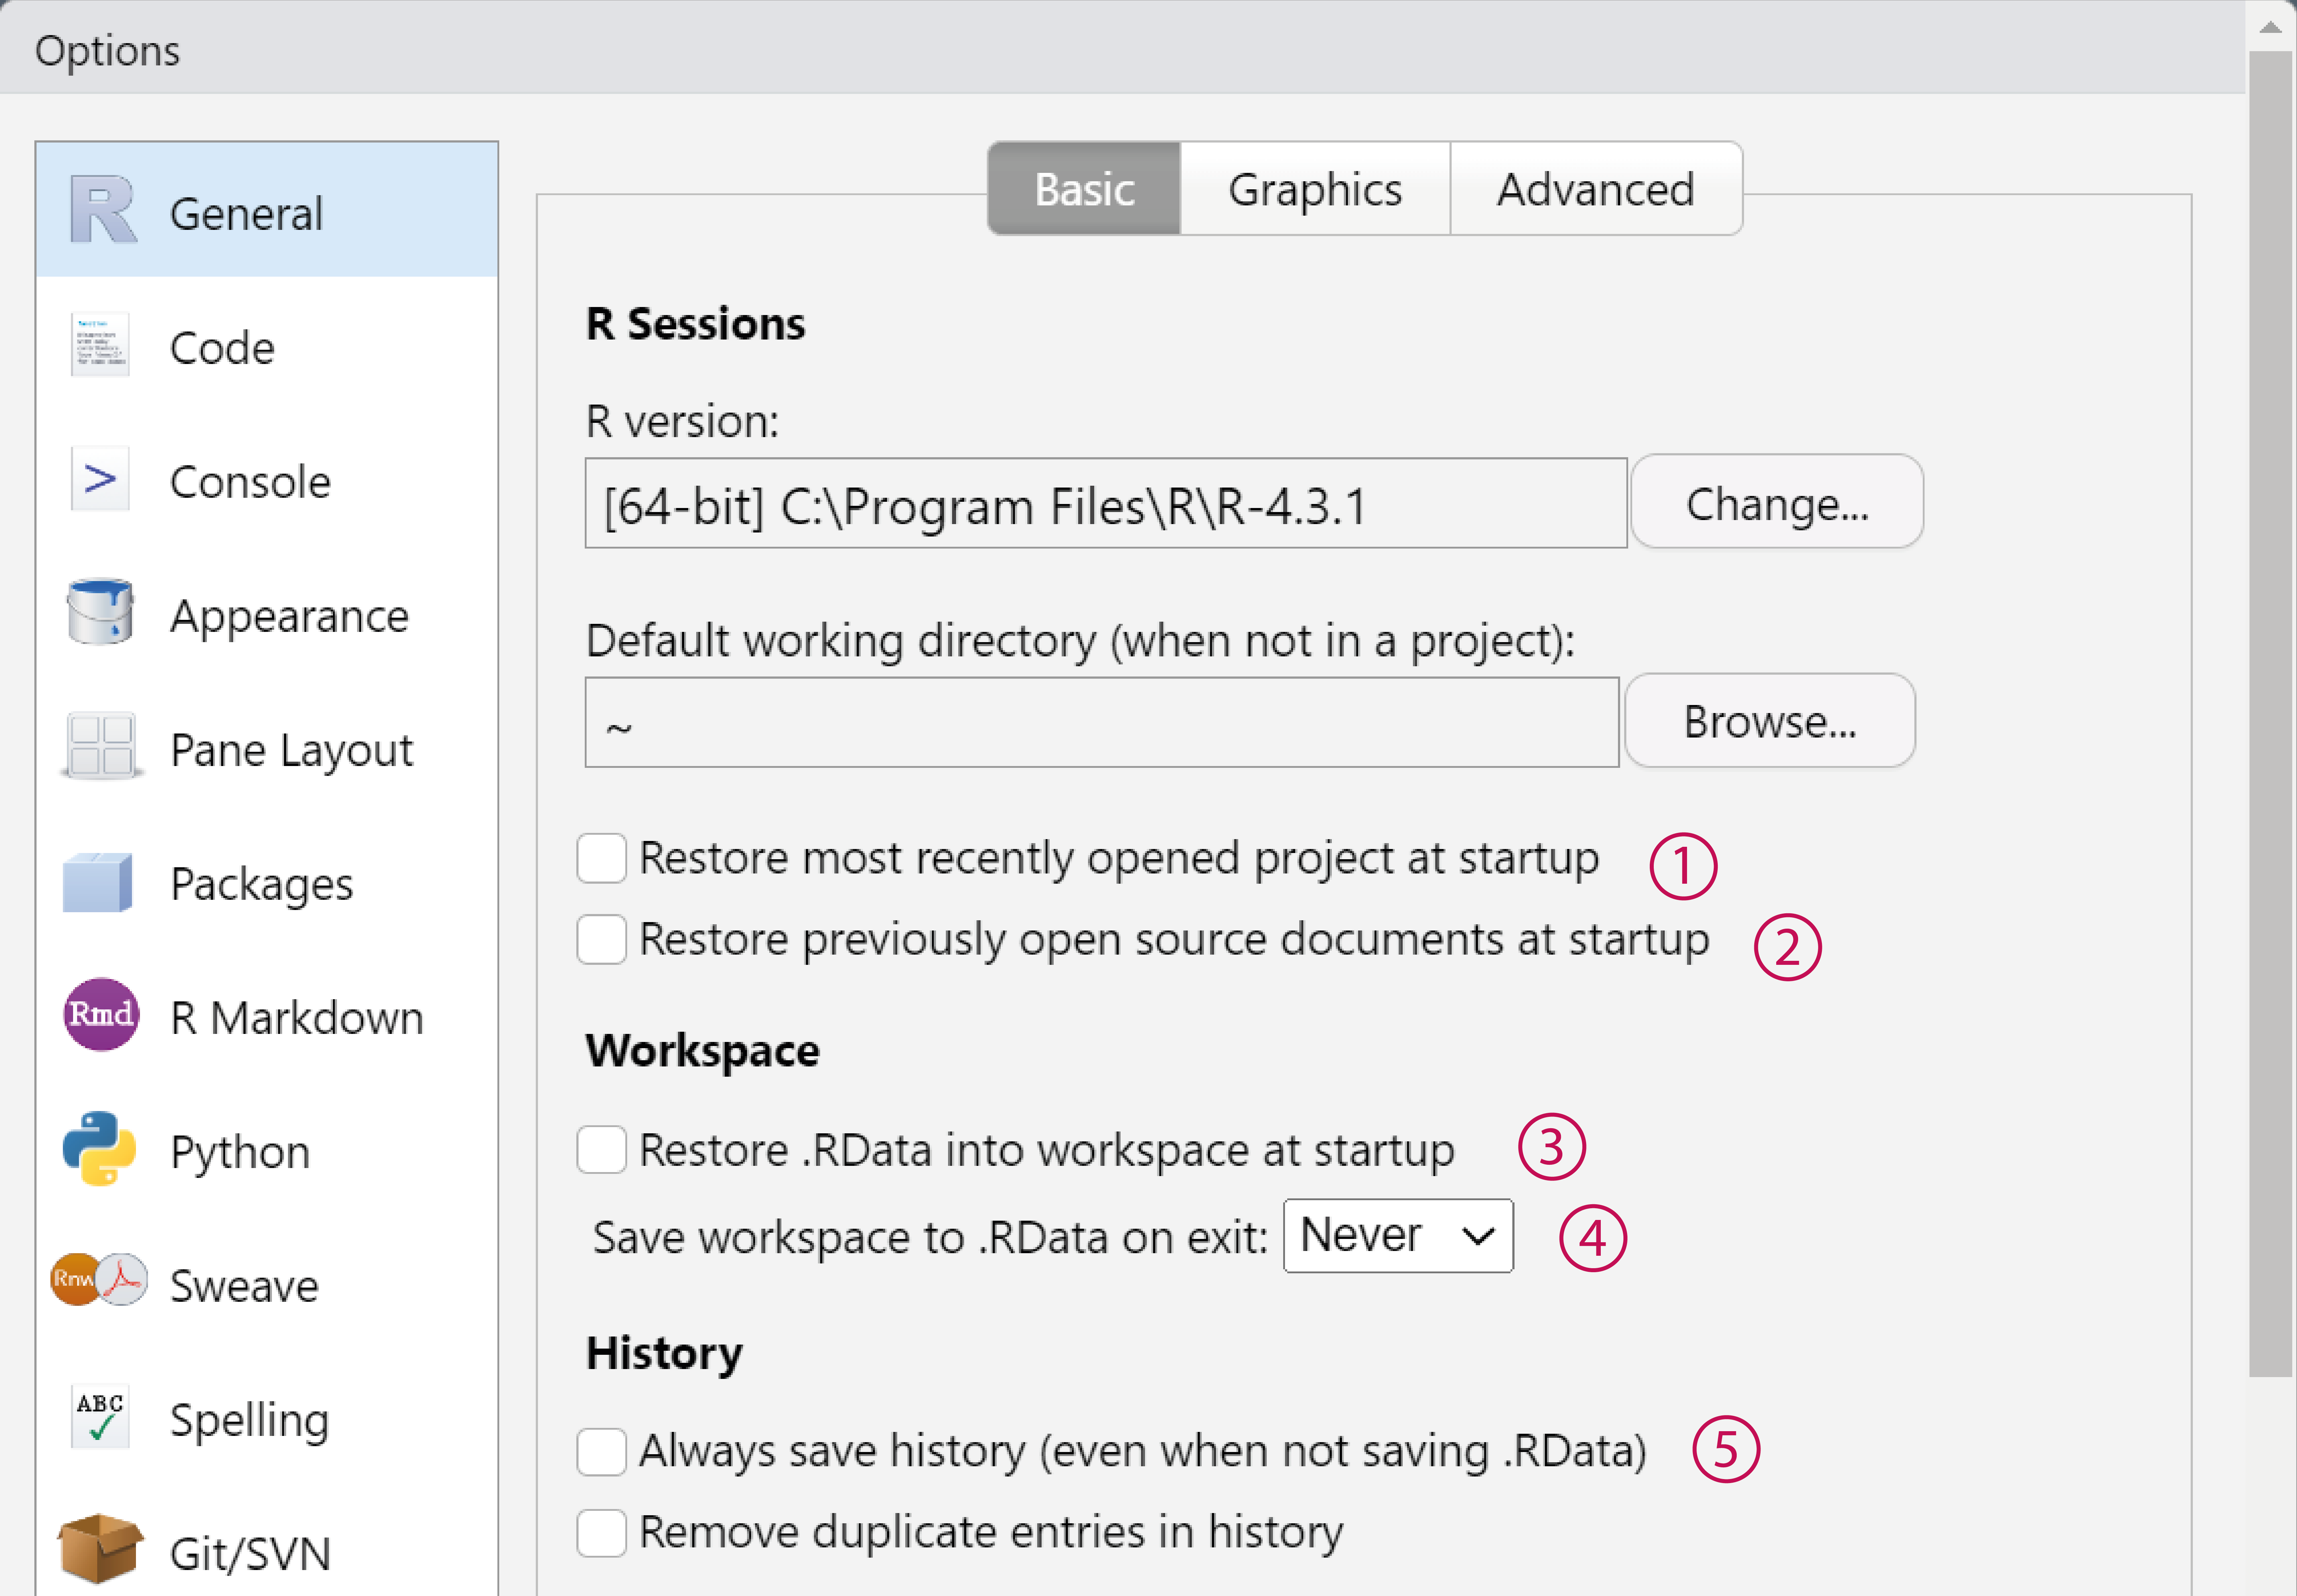 Options
General
Code
Console
Appearance
Pane Layout
Packages
Rmd
R Markdown
Python
Rnw
Sweave
ABC
Spelling
Git/SVN
Basic Graphics Advanced
R Sessions
R version:
[64-bit] C:\Program Files\R\R-4.3.1 Change...
Default working directory (when not in a project):
~ Browse...
Restore most recently opened project at startup ①
Restore previously open source documents at startup ②
Workspace
Restore .RData into workspace at startup ③
Save workspace to .RData on exit: Never ④
History
Always save history (even when not saving .RData) ⑤
Remove duplicate entries in history